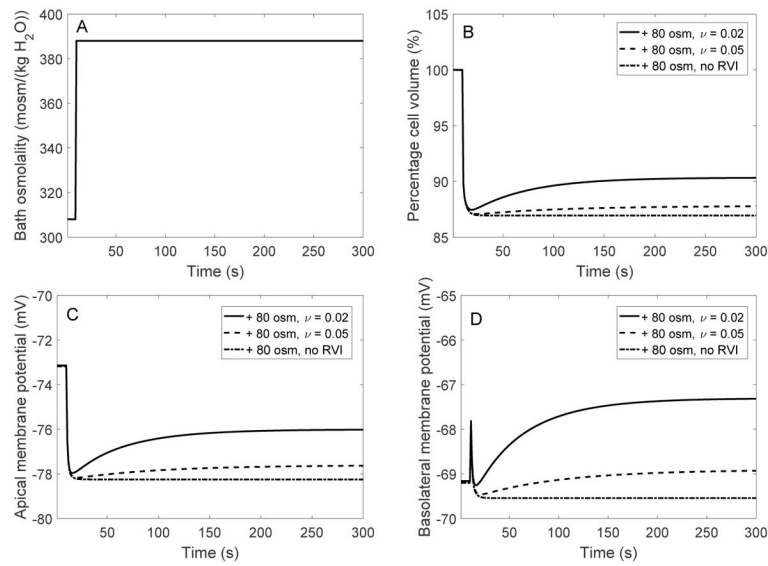 A
Bath osmolality (mosm/(kg H2O))
400
380
360
340
320
300
50
100
150
200
250
300
Time (s)
B
+ 80 osm, ν = 0.02
+ 80 osm, ν = 0.05
+ 80 osm, no RVI
Percentage cell volume (%)
105
100
95
90
85
50
100
150
200
250
300
Time (s)
C
+ 80 osm, ν = 0.02
+ 80 osm, ν = 0.05
+ 80 osm, no RVI
Apical membrane potential (mV)
-70
-72
-74
-76
-78
-80
50
100
150
200
250
300
Time (s)
D
+ 80 osm, ν = 0.02
+ 80 osm, ν = 0.05
+ 80 osm, no RVI
Basolateral membrane potential (mV)
-65
-66
-67
-68
-69
-70
50
100
150
200
250
300
Time (s)